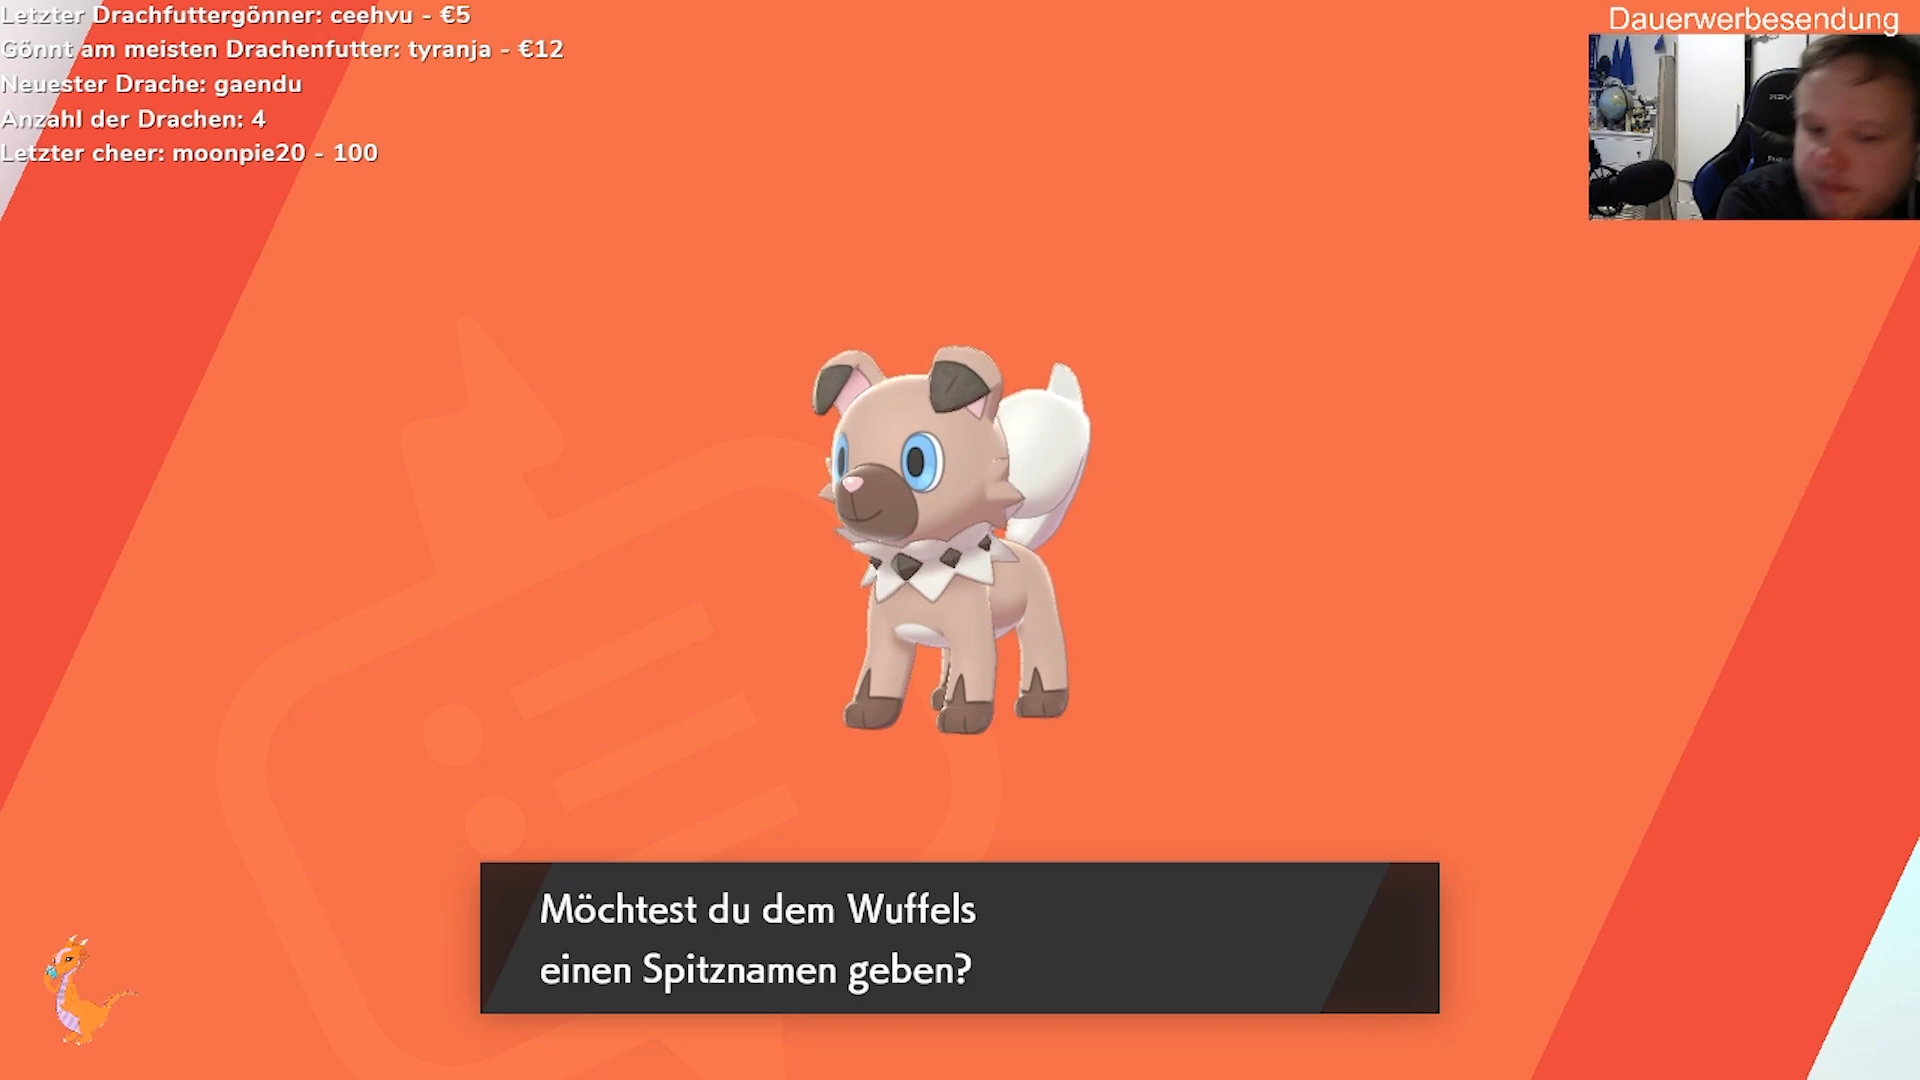 Letzter Drachfuttergönner: ceehvu - €5
Gönnt am meisten Drachenfutter: tyranja - €12
Neuester Drache: gaendu
Anzahl der Drachen: 4
Letzter cheer: moonpie20 - 100
Dauerwerbesendung
Möchtest du dem Wuffels
einen Spitznamen geben?